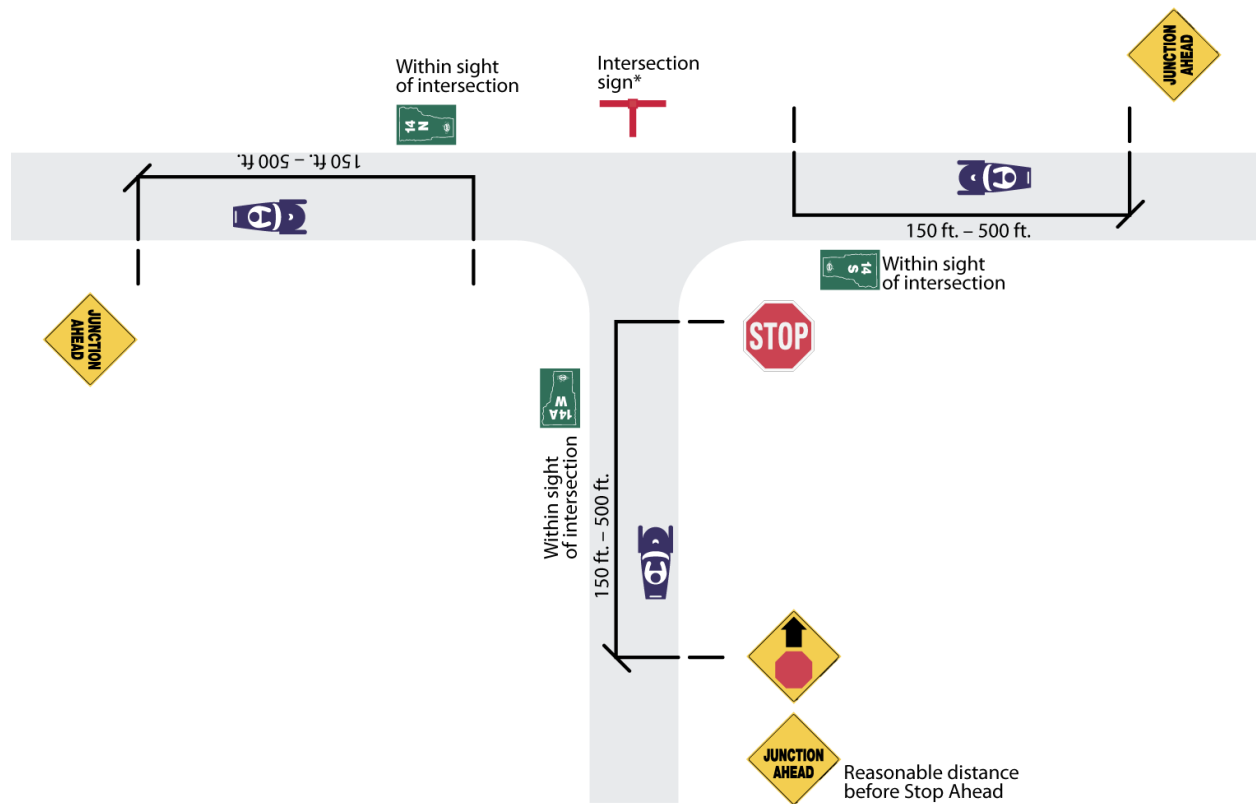 Within sight
of intersection
Intersection
sign*
JUNCTION
AHEAD
14
N
150 ft. – 500 ft.
150 ft. – 500 ft.
14
S
Within sight
of intersection
JUNCTION
AHEAD
STOP
14A
W
Within sight
of intersection
150 ft. – 500 ft.
JUNCTION
AHEAD
Reasonable distance
before Stop Ahead